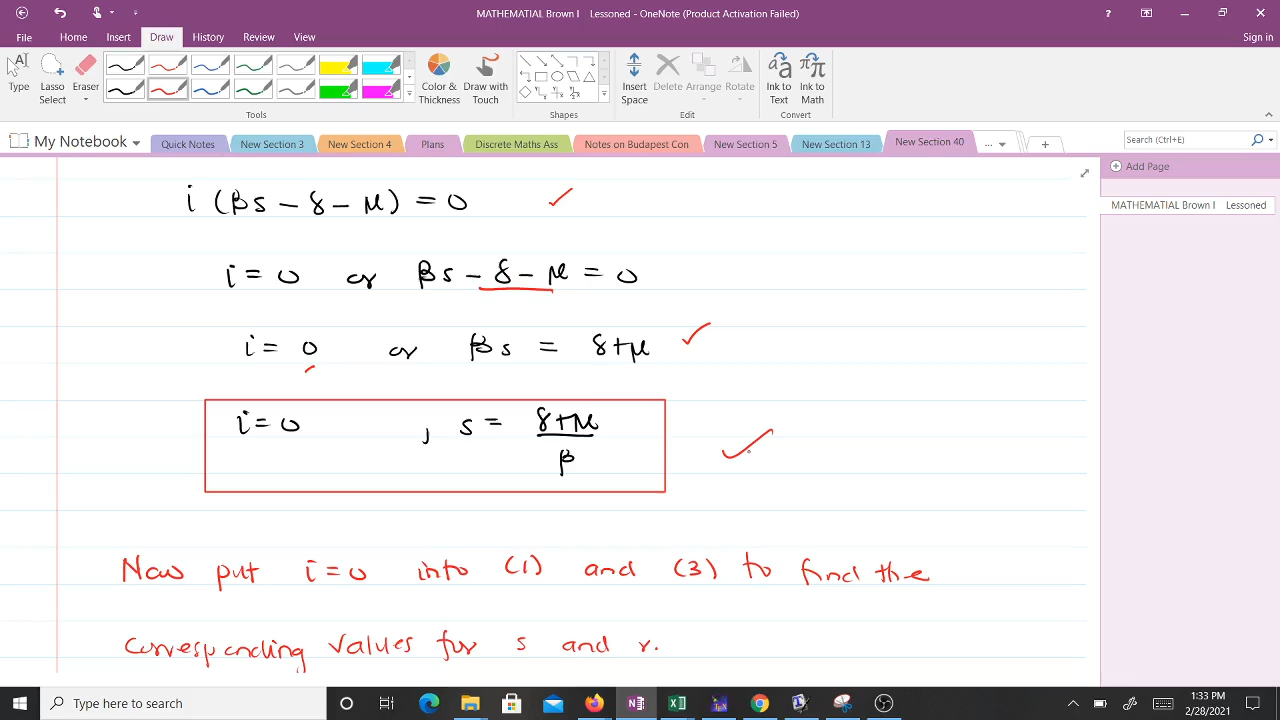 MATHEMATIAL Brown I Lessoned - OneNote (Product Activation Failed)
File Home Insert Draw History Review View Sign in
Type Lasso Select Eraser Color & Thickness Draw with Touch Insert Space Delete Arrange Rotate Ink to Text Ink to Math
Tools Shapes Edit Convert
My Notebook Quick Notes New Section 3 New Section 4 Plans Discrete Maths Ass Notes on Budapest Con New Section 5 New Section 13 New Section 40 ... Search (Ctrl+E)
Add Page
MATHEMATIAL Brown I Lessoned
i (βs - γ - μ) = 0 ✓
i = 0 or βs - γ - μ = 0
i = 0 or βs = γ+μ ✓
i = 0 , s = γ+μ / β ✓
Now put i=0 into (1) and (3) to find the
corresponding values for s and r.
Type here to search
1:33 PM
2/28/2021